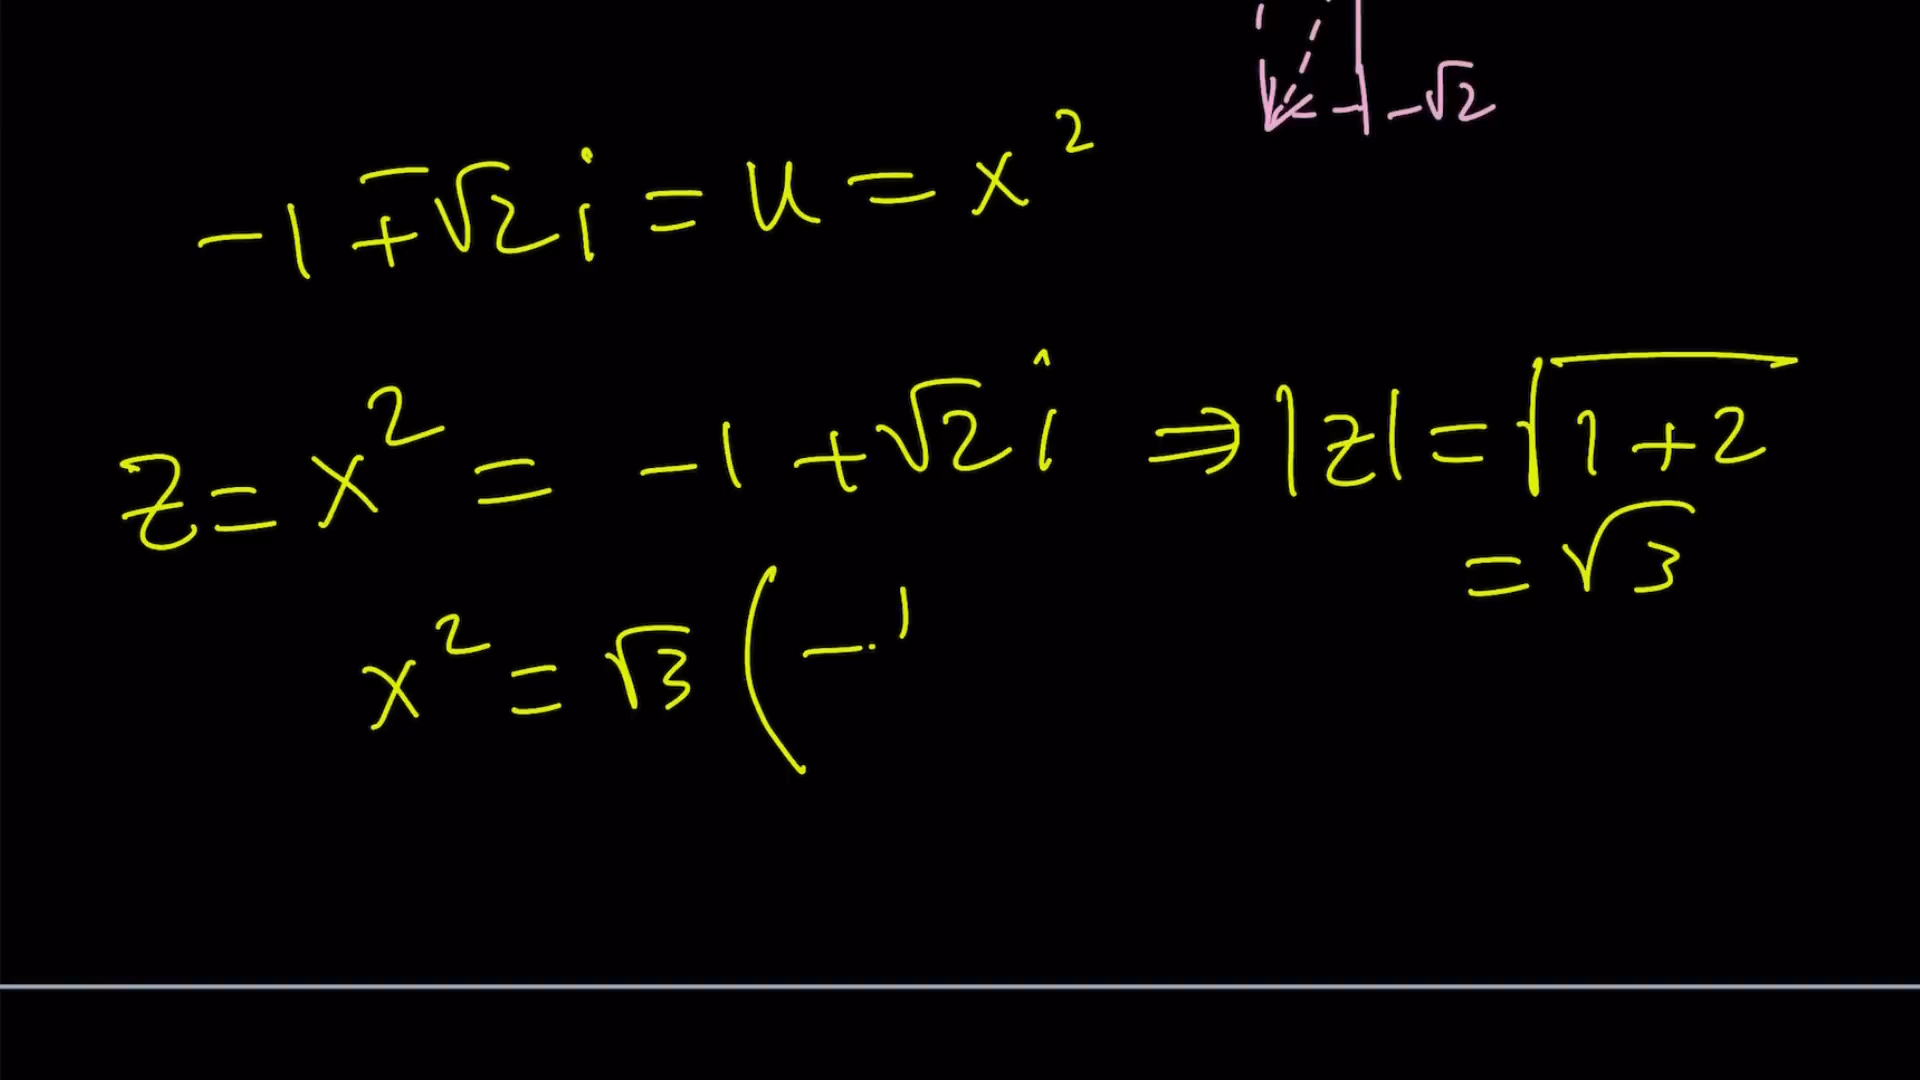 -√2
-1 ∓ √2 i = u = x²
z = x² = -1 + √2 i ⇒ |z| = √(1+2)
= √3
x² = √3 ( -1